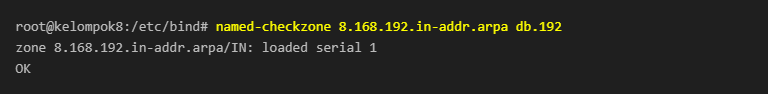 root@kelompok8:/etc/bind# named-checkzone 8.168.192.in-addr.arpa db.192
zone 8.168.192.in-addr.arpa/IN: loaded serial 1
OK